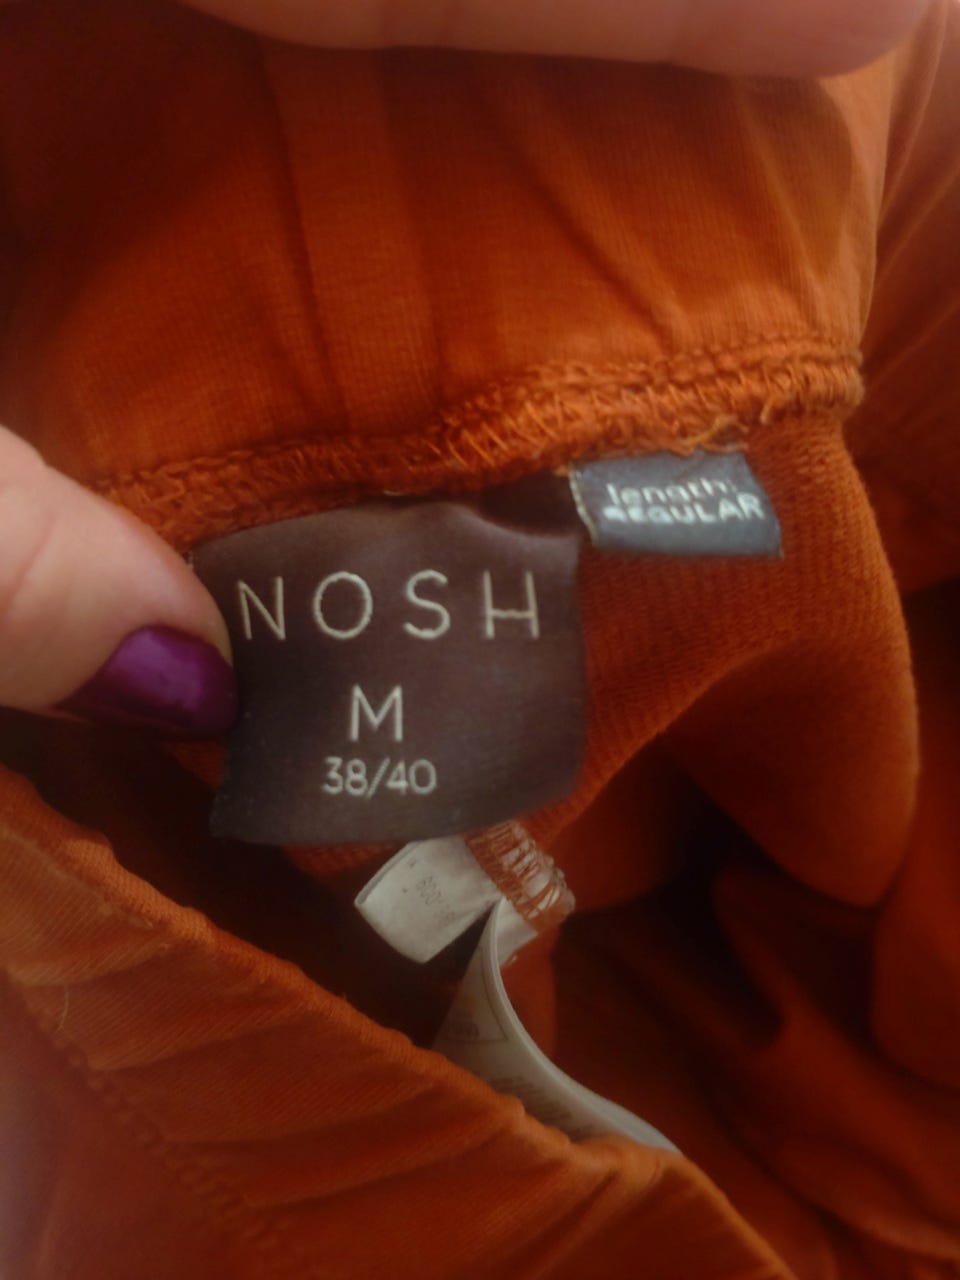 NOSH
M
38/40
length:
REGULAR